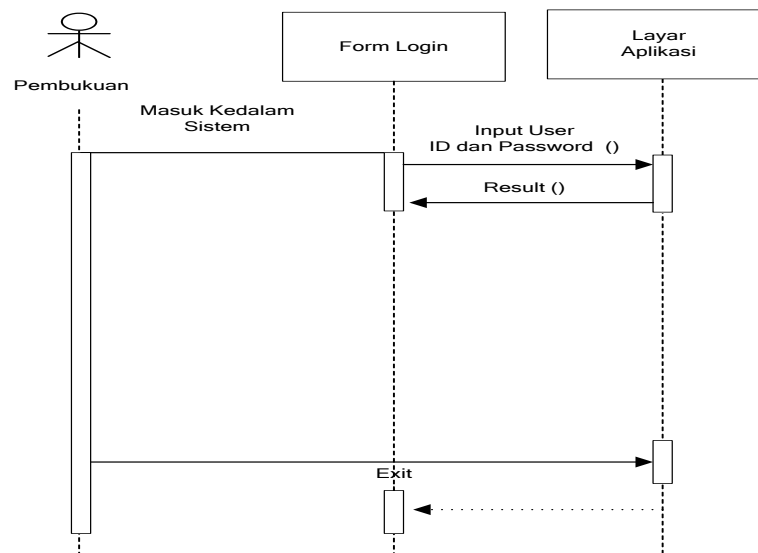 Form Login
Layar
Aplikasi
Pembukuan
Masuk Kedalam
Sistem
Input User
ID dan Password  ()
Result ()
Exit